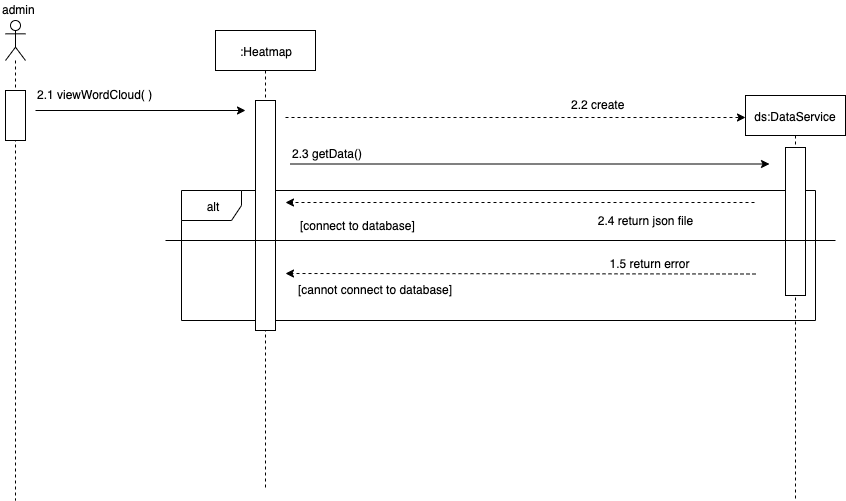 admin
:Heatmap
2.1 viewWordCloud( )
2.2 create
ds:DataService
2.3 getData()
alt
[connect to database]
2.4 return json file
1.5 return error
[cannot connect to database]